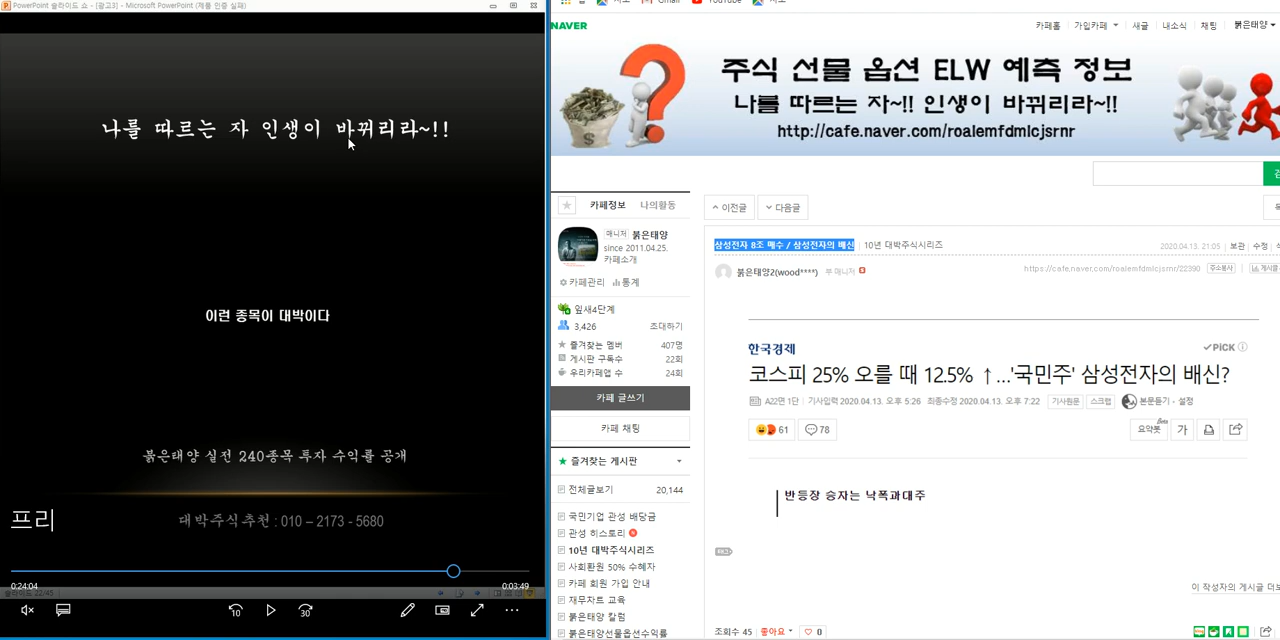 PowerPoint 슬라이드 쇼 - [광고3] - Microsoft PowerPoint (제품 인증 실패)
나를 따르는 자 인생이 바뀌리라~!!
이런 종목이 대박이다
붉은태양 실전 240종목 투자 수익률 공개
프리
대박주식추천 : 010 – 2173 - 5680
0:24:04
0:03:49
10
30
Gmail
YouTube
NAVER
카페홈
가입카페
새글
내소식
채팅
붉은태양
주식 선물 옵션 ELW 예측 정보
나를 따르는 자~!! 인생이 바뀌리라~!!
http://cafe.naver.com/roalemfdmlcjsrnr
카페정보
나의활동
매니저 붉은태양
since 2011.04.25.
카페소개
카페관리
통계
잎새4단계
3,426
초대하기
즐겨찾는 멤버 407명
게시판 구독수 22회
우리카페앱 수 24회
카페 글쓰기
카페 채팅
즐겨찾는 게시판
전체글보기 20,144
국민기업 관성 배당금
관성 히스토리
10년 대박주식시리즈
사회환원 50% 수혜자
카페 회원 가입 안내
재무차트 교육
붉은태양 칼럼
붉은태양선물옵션수익률
이전글
다음글
삼성전자 8조 매수 / 삼성전자의 배신
10년 대박주식시리즈
2020.04.13. 21:05
보관
수정
붉은태양2(wood****) 부매니저
https://cafe.naver.com/roalemfdmlcjsrnr/22390
주소복사
한국경제
PiCK
코스피 25% 오를 때 12.5% ↑...'국민주' 삼성전자의 배신?
A22면 1단
기사입력 2020.04.13. 오후 5:26
최종수정 2020.04.13. 오후 7:22
기사원문
스크랩
본문듣기 · 설정
61
78
요약봇
Beta
가
반등장 승자는 낙폭과대주
태그
이 작성자의 게시글 더보
조회수 45
좋아요
0